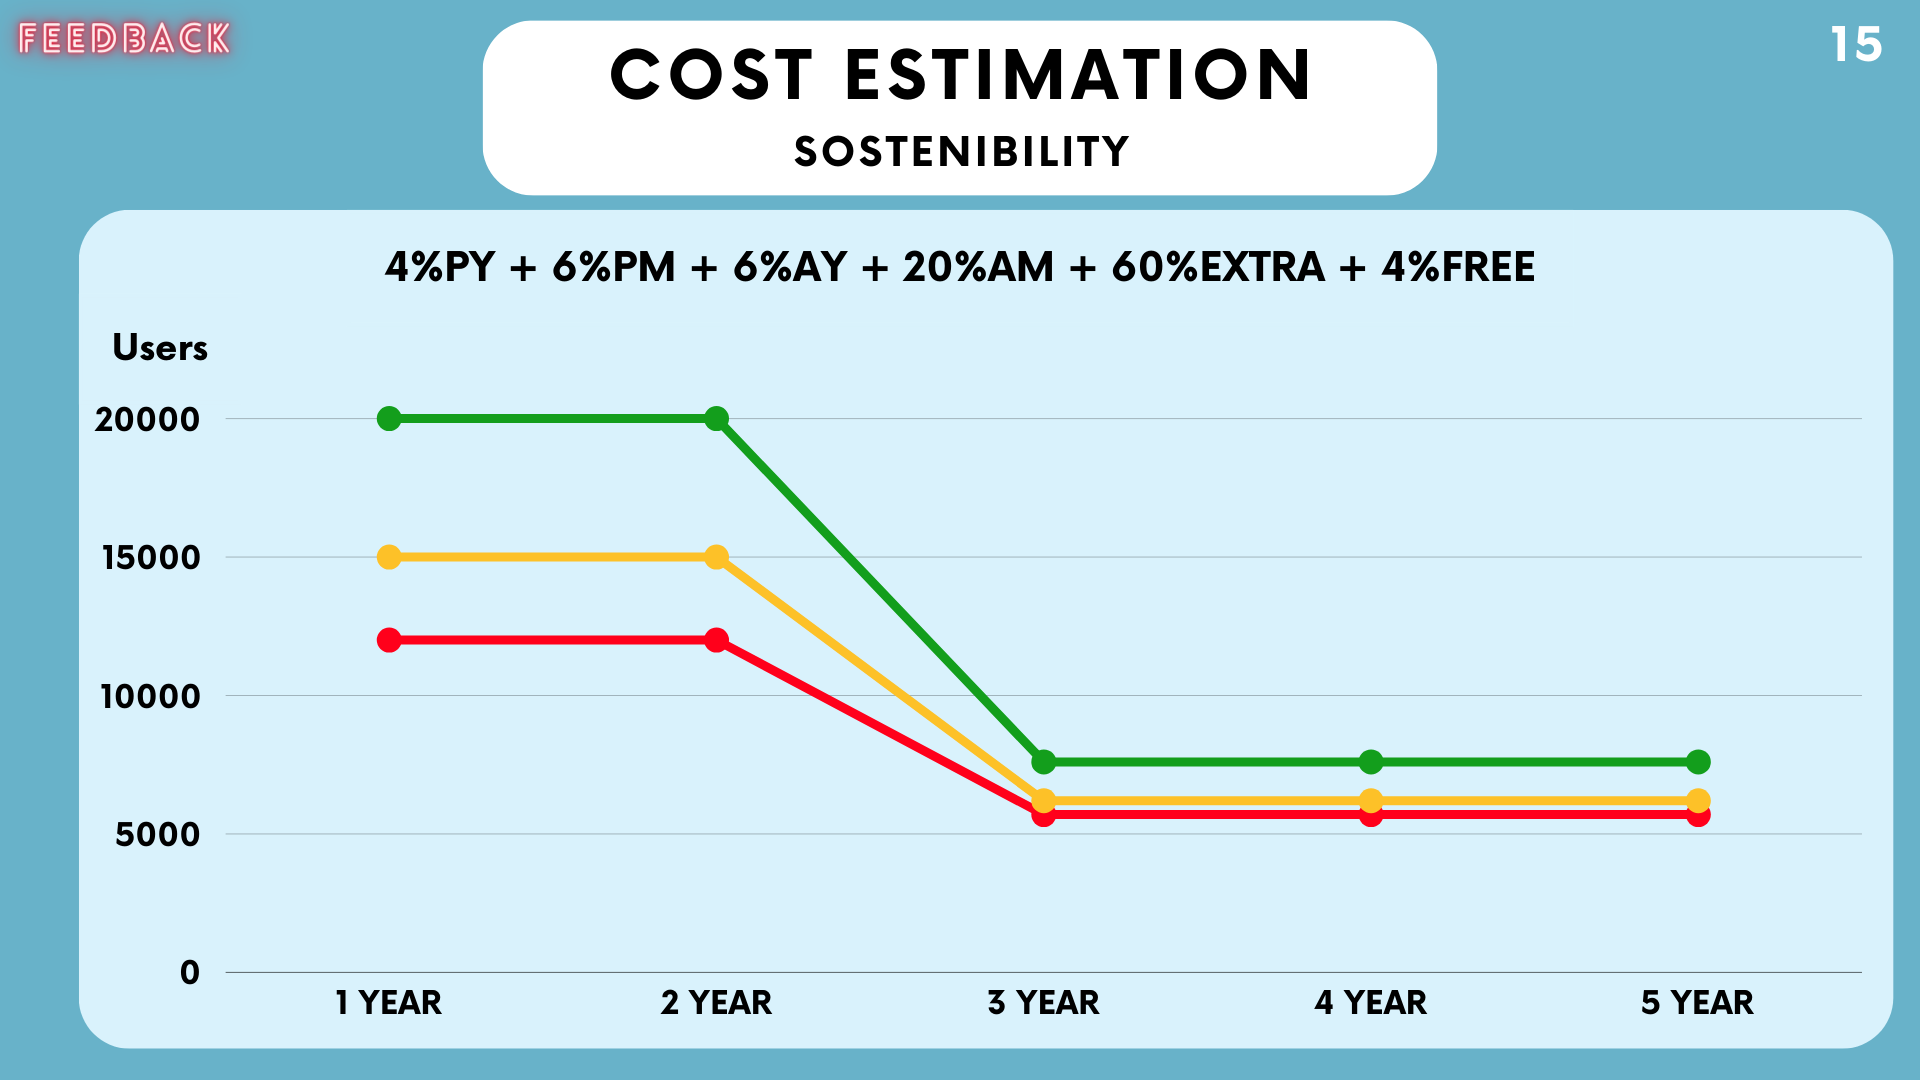 FEEDBACK
15
COST ESTIMATION
SOSTENIBILITY
4%PY + 6%PM + 6%AY + 20%AM + 60%EXTRA + 4%FREE
Users
20000
15000
10000
5000
0
1 YEAR 2 YEAR 3 YEAR 4 YEAR 5 YEAR